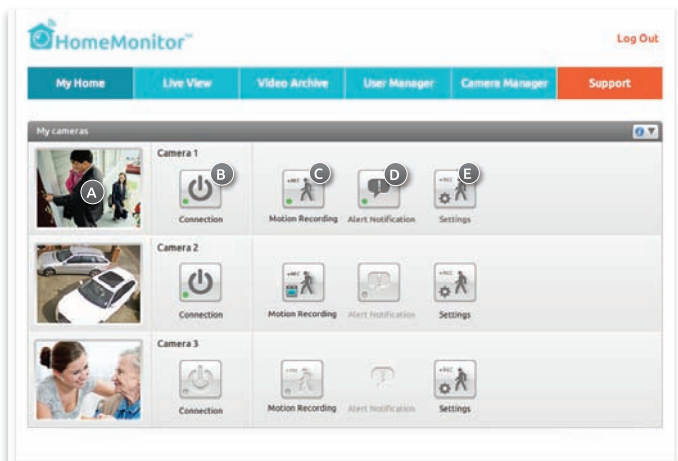 HomeMonitor™
Log Out
My Home Live View Video Archive User Manager Camera Manager Support
My cameras
Camera 1
A B C D E
Connection Motion Recording Alert Notification Settings
Camera 2
Connection Motion Recording Alert Notification Settings
Camera 3
Connection Motion Recording Alert Notification Settings